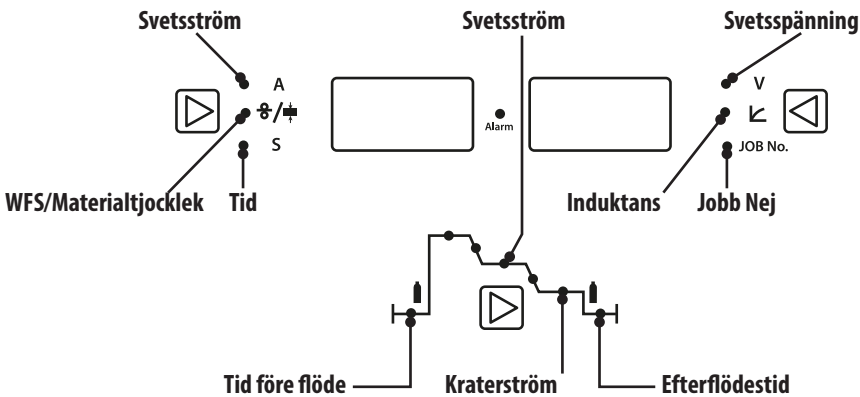 Svetsström
Svetsström
Svetsspänning
A
V
/
Alarm
S
JOB No.
WFS/Materialtjocklek
Tid
Induktans
Jobb Nej
Tid före flöde
Kraterström
Efterflödestid